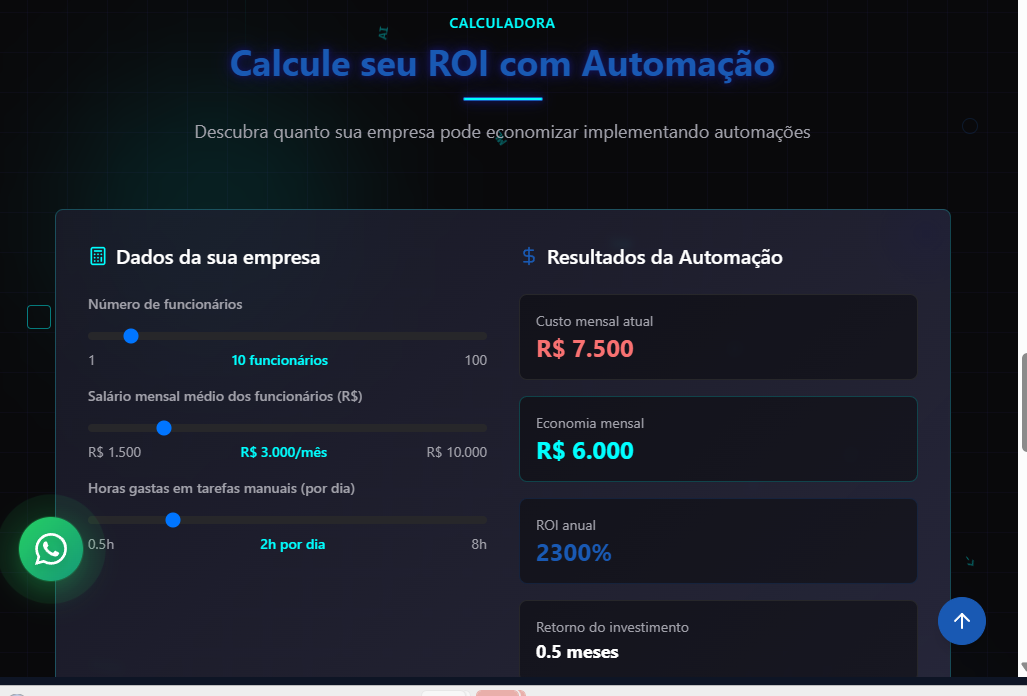 CALCULADORA
AI
Calcule seu ROI com Automação
Descubra quanto sua empresa pode economizar implementando automações
Dados da sua empresa
Número de funcionários
1 10 funcionários 100
Salário mensal médio dos funcionários (R$)
R$ 1.500 R$ 3.000/mês R$ 10.000
Horas gastas em tarefas manuais (por dia)
0.5h 2h por dia 8h
$ Resultados da Automação
Custo mensal atual
R$ 7.500
Economia mensal
R$ 6.000
ROI anual
2300%
Retorno do investimento
0.5 meses